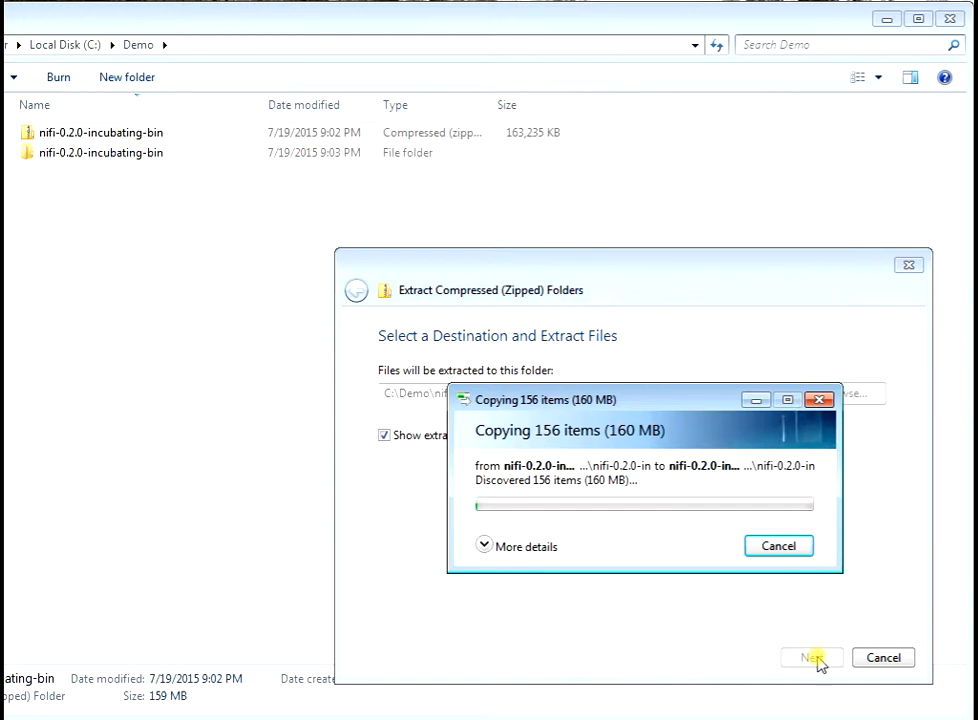 r ▸ Local Disk (C:) ▸ Demo ▸ Search Demo
Burn New folder
Name Date modified Type Size
nifi-0.2.0-incubating-bin 7/19/2015 9:02 PM Compressed (zipp... 163,235 KB
nifi-0.2.0-incubating-bin 7/19/2015 9:03 PM File folder
Extract Compressed (Zipped) Folders
Select a Destination and Extract Files
Files will be extracted to this folder:
C:\Demo\nif wse...
Copying 156 items (160 MB)
Copying 156 items (160 MB)
Show extra
from nifi-0.2.0-in... ...\nifi-0.2.0-in to nifi-0.2.0-in... ...\nifi-0.2.0-in
Discovered 156 items (160 MB)...
More details Cancel
Next Cancel
ating-bin Date modified: 7/19/2015 9:02 PM Date create
pped) Folder Size: 159 MB